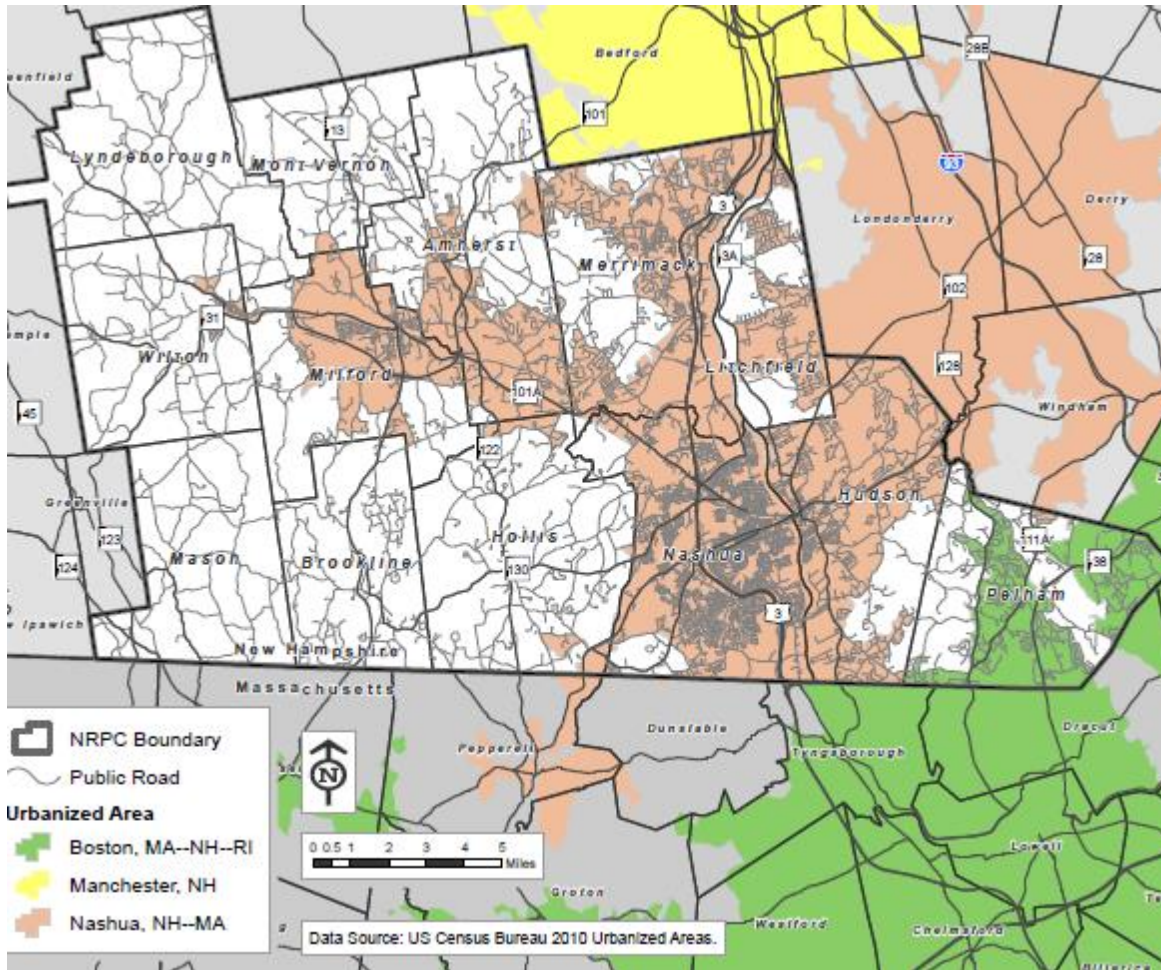 Bedford
28B
101
13
Lyndeborough
Mont Vernon
93
Derry
3
Londonderry
Amherst
3A
28
Merrimack
102
31
Wilton
Litchfield
128
Milford
101A
45
Windham
122
Hudson
Greenville
Hollis
123
111A
Nashua
38
Mason
Brookline
130
124
Pelham
3
New Hampshire
Massachusetts
Dunstable
Dracut
Pepperell
Tyngsborough
Lowell
Groton
Westford
Chelmsford
NRPC Boundary
Public Road
Urbanized Area
Boston, MA--NH--RI
Manchester, NH
Nashua, NH--MA
N
0 0.5 1 2 3 4 5
Miles
Data Source: US Census Bureau 2010 Urbanized Areas.